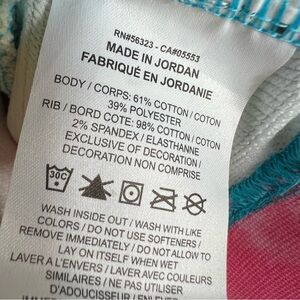 RN#56323 - CA#05553
MADE IN JORDAN
FABRIQUÉ EN JORDANIE
BODY / CORPS: 61% COTTON / COTON
39% POLYESTER
RIB / BORD COTE: 98% COTTON / COTON
2% SPANDEX / ELASTHANNE
EXCLUSIVE OF DECORATION /
DECORATION NON COMPRISE
30C
WASH INSIDE OUT / WASH WITH LIKE
COLORS / DO NOT USE SOFTENERS /
REMOVE IMMEDIATELY / DO NOT ALLOW TO
LAY ON ITSELF WHEN WET
LAVER A L'ENVERS / LAVER AVEC COULEURS
SIMILAIRES / NE PAS UTILISER
D'ADOUCISSEUR / EN